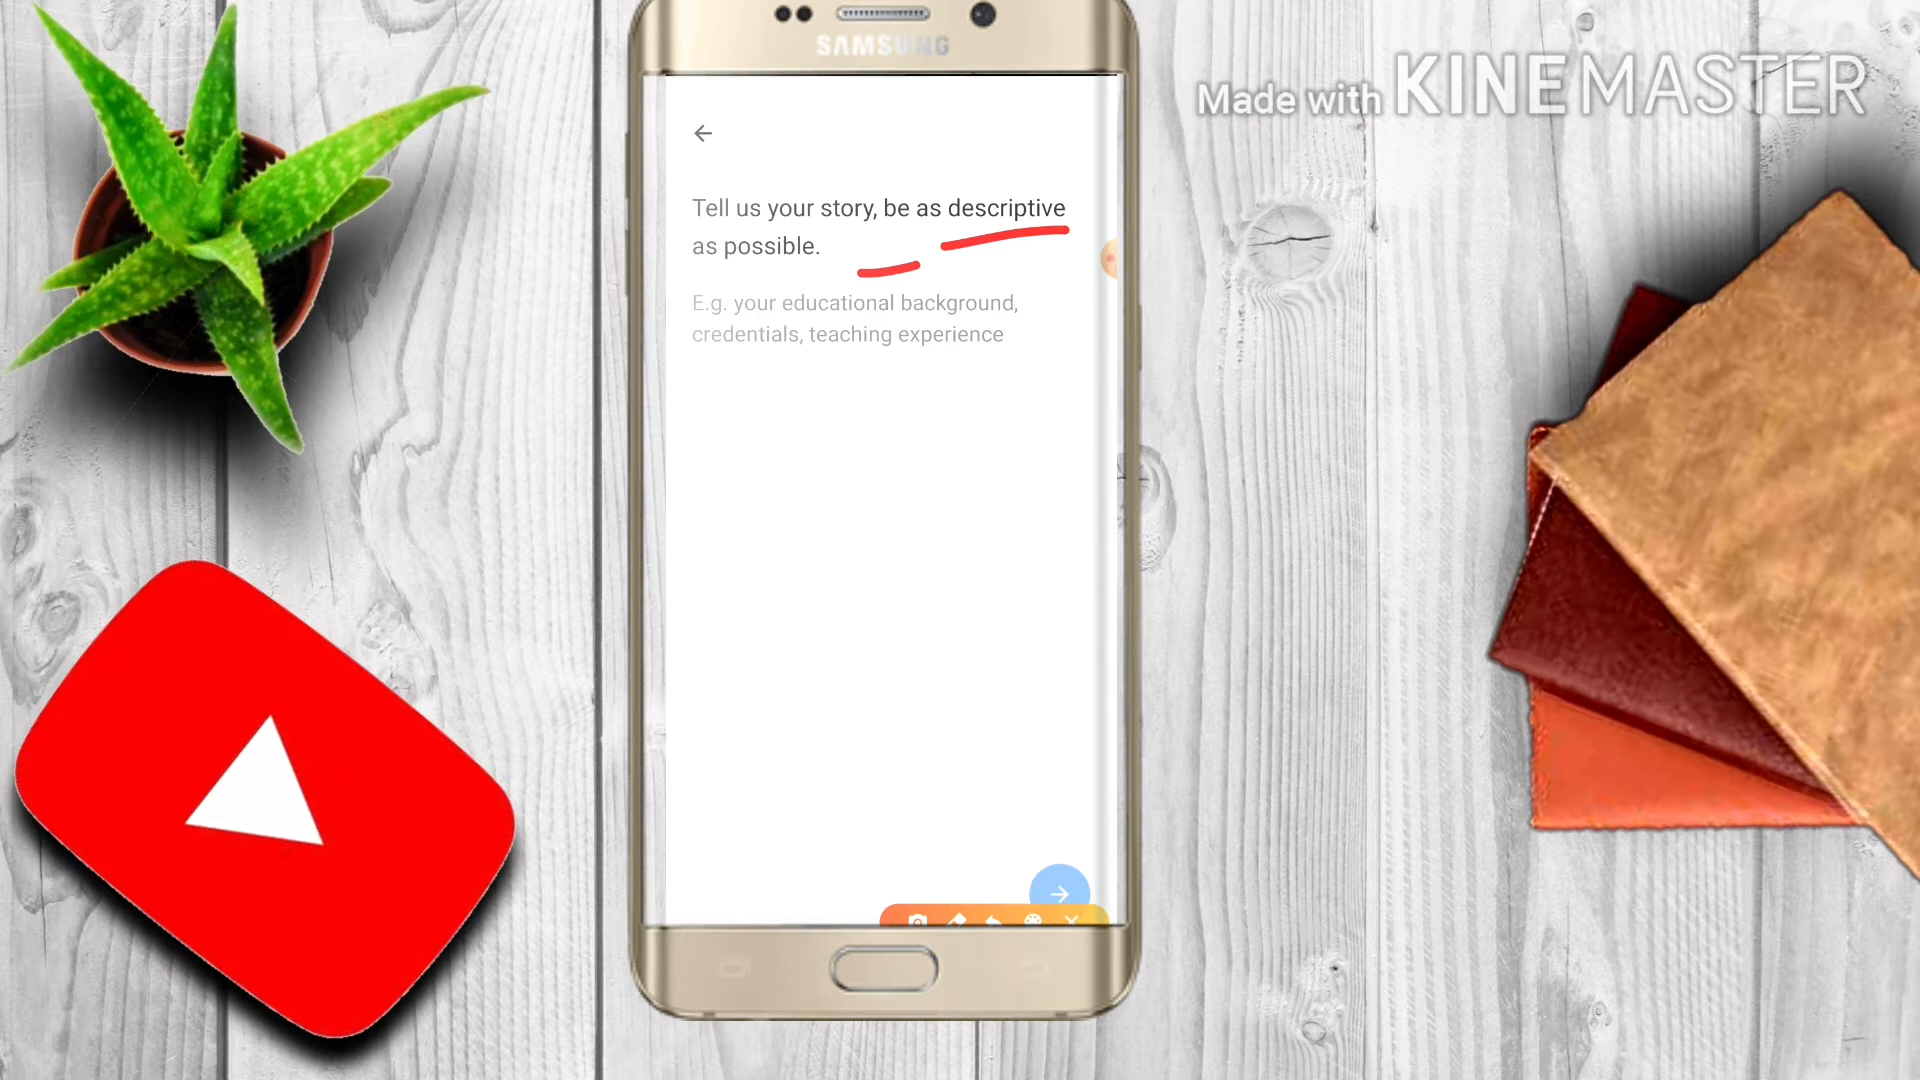 SAMSUNG
Made with KINEMASTER
Tell us your story, be as descriptive
as possible.
E.g. your educational background,
credentials, teaching experience